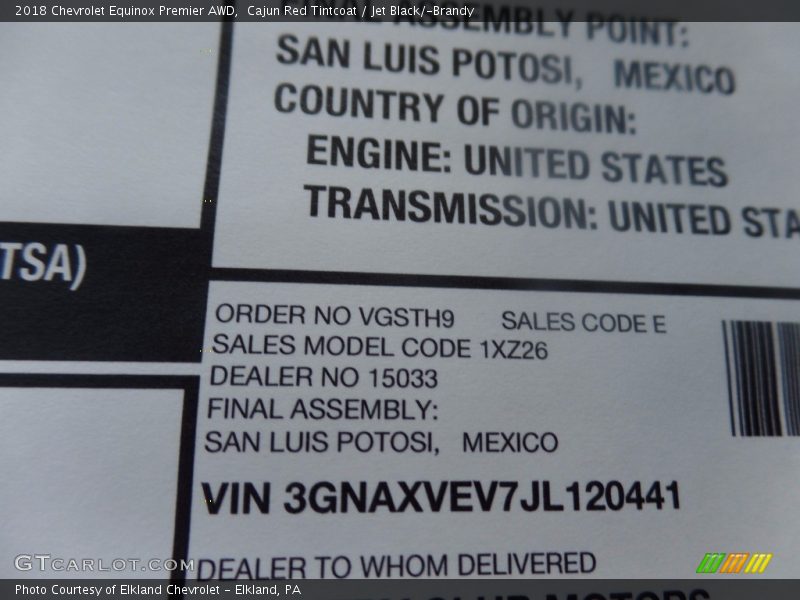 2018 Chevrolet Equinox Premier AWD, Cajun Red Tintcoat / Jet Black/­Brandy
FINAL ASSEMBLY POINT:
SAN LUIS POTOSI, MEXICO
COUNTRY OF ORIGIN:
ENGINE: UNITED STATES
TRANSMISSION: UNITED STA
TSA)
ORDER NO VGSTH9 SALES CODE E
SALES MODEL CODE 1XZ26
DEALER NO 15033
FINAL ASSEMBLY:
SAN LUIS POTOSI, MEXICO
VIN 3GNAXVEV7JL120441
DEALER TO WHOM DELIVERED
MOTORS
GTCARLOT.COM
Photo Courtesy of Elkland Chevrolet - Elkland, PA